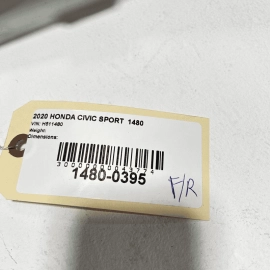 2020 HONDA CIVIC SPORT 1480
VIN: H511480
Weight:
Dimensions:
1480-0395
F/R